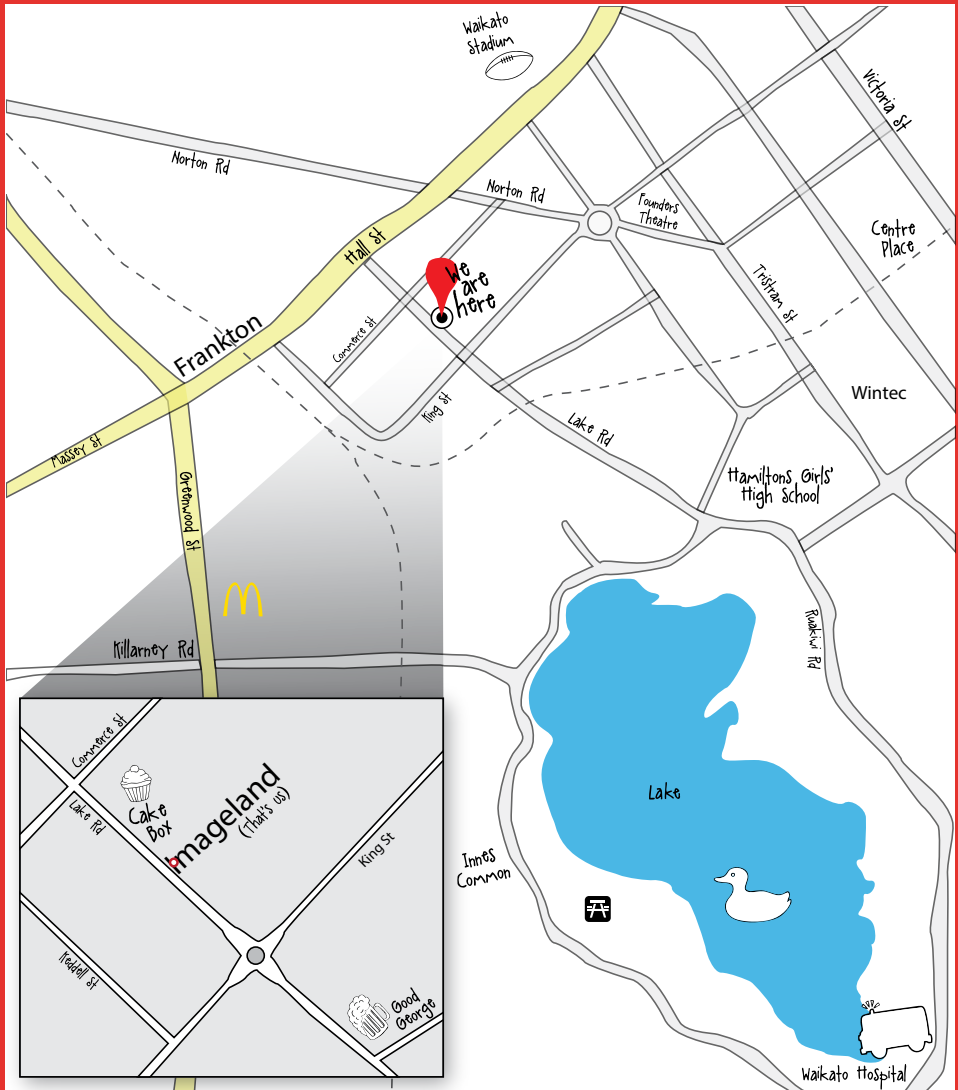 Waikato
Stadium
Victoria St
Norton Rd
Norton Rd
Founders
Theatre
Centre
Place
Hall St
We
are
here
Tristram St
Frankton
Commerce St
Wintec
King St
Lake Rd
Massey St
Greenwood St
Hamiltons Girls'
High School
Killarney Rd
Ruakiwi Rd
Lake
Innes
Common
Waikato Hospital
Commerce St
Lake Rd
Cake
Box
Imageland
(That's us)
King St
Keddell St
Good
George